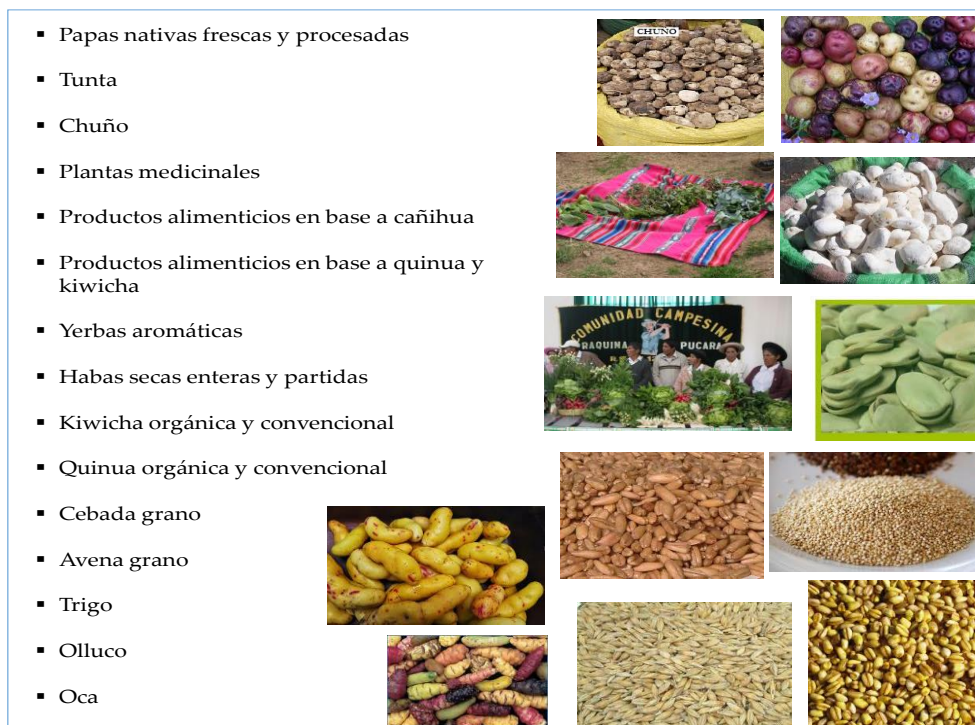 ▪ Papas nativas frescas y procesadas
▪ Tunta
▪ Chuño
▪ Plantas medicinales
▪ Productos alimenticios en base a cañihua
▪ Productos alimenticios en base a quinua y
kiwicha
▪ Yerbas aromáticas
▪ Habas secas enteras y partidas
▪ Kiwicha orgánica y convencional
▪ Quinua orgánica y convencional
▪ Cebada grano
▪ Avena grano
▪ Trigo
▪ Olluco
▪ Oca
CHUÑO
COMUNIDAD CAMPESINA
RAQUINA PUCARA